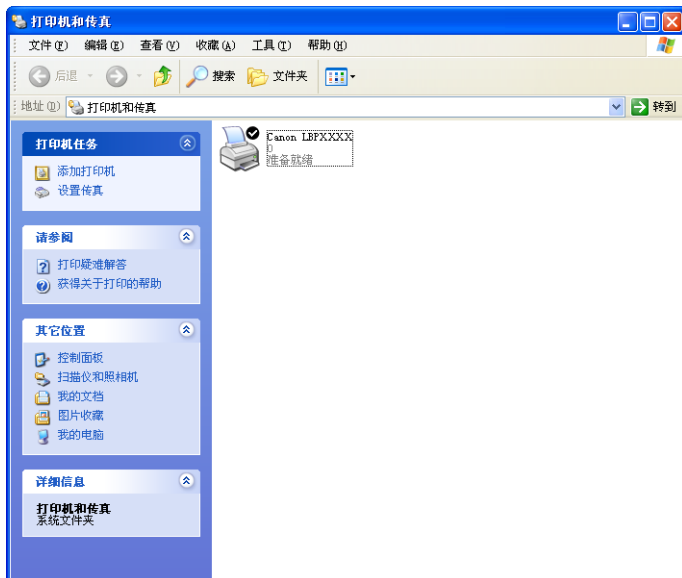 打印机和传真
文件(F) 编辑(E) 查看(V) 收藏(A) 工具(T) 帮助(H)
后退 搜索 文件夹
地址(D) 打印机和传真 转到
打印机任务
添加打印机
设置传真
请参阅
打印疑难解答
获得关于打印的帮助
其它位置
控制面板
扫描仪和照相机
我的文档
图片收藏
我的电脑
详细信息
打印机和传真
系统文件夹
Canon LBPXXXX
0
准备就绪